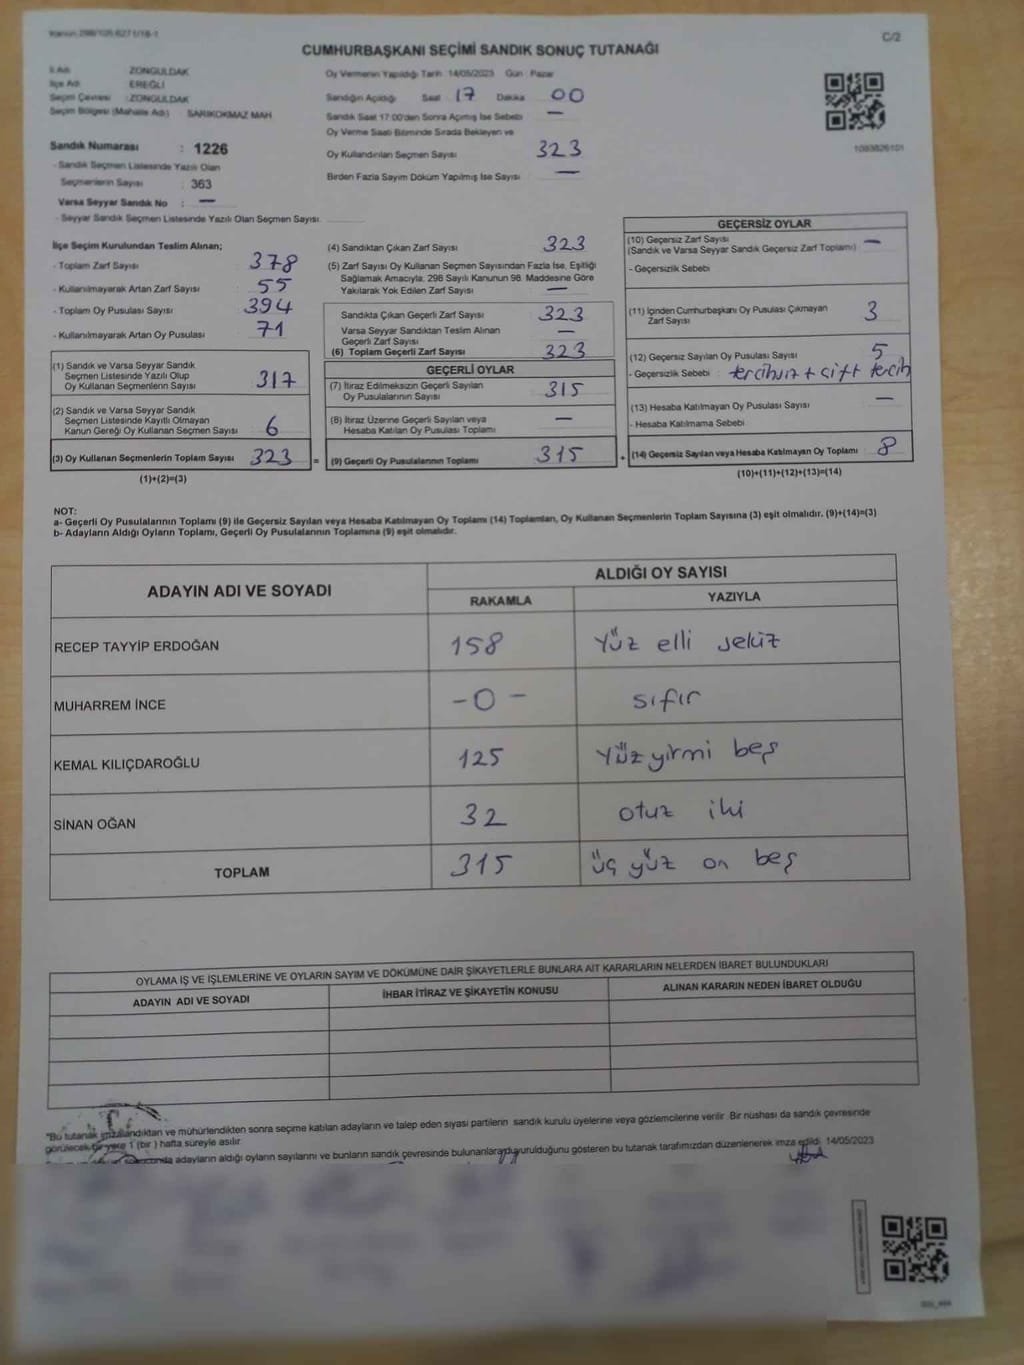 C/2
CUMHURBAŞKANI SEÇİMİ SANDIK SONUÇ TUTANAĞI
İl Adı ZONGULDAK
İlçe Adı EREĞLİ
Seçim Çevresi :ZONGULDAK
Seçim Bölgesi (Mahalle Adı) SARIKOKMAZ MAH
Sandık Numarası : 1226
- Sandık Seçmen Listesinde Yazılı Olan
Seçmenlerin Sayısı : 363
Varsa Seyyar Sandık No : —
- Seyyar Sandık Seçmen Listesinde Yazılı Olan Seçmen Sayısı
Oy Vermenin Yapıldığı Tarih 14/05/2023 Gün Pazar
Sandığın Açıldığı Saat 17 Dakika 00
Sandık Saat 17:00'den Sonra Açımış İse Sebebi —
Oy Verme Saati Bitiminde Sırada Bekleyen ve
Oy Kullandırılan Seçmen Sayısı 323
Birden Fazla Sayım Döküm Yapılmış İse Sayısı —
1093826101
İlçe Seçim Kurulundan Teslim Alınan;
- Toplam Zarf Sayısı 378
- Kullanılmayarak Artan Zarf Sayısı 55
- Toplam Oy Pusulası Sayısı 394
- Kullanılmayarak Artan Oy Pusulası 71
(1) Sandık ve Varsa Seyyar Sandık
Seçmen Listesinde Yazılı Olup
Oy Kullanan Seçmenlerin Sayısı 317
(2) Sandık ve Varsa Seyyar Sandık
Seçmen Listesinde Kayıtlı Olmayan
Kanun Gereği Oy Kullanan Seçmen Sayısı 6
(3) Oy Kullanan Seçmenlerin Toplam Sayısı 323 =
(1)+(2)=(3)
(4) Sandıktan Çıkan Zarf Sayısı 323
(5) Zarf Sayısı Oy Kullanan Seçmen Sayısından Fazla İse, Eşitliği
Sağlamak Amacıyla, 298 Sayılı Kanunun 98. Maddesine Göre
Yakılarak Yok Edilen Zarf Sayısı —
Sandıkta Çıkan Geçerli Zarf Sayısı 323
Varsa Seyyar Sandıktan Teslim Alınan
Geçerli Zarf Sayısı —
(6) Toplam Geçerli Zarf Sayısı 323
GEÇERLİ OYLAR
(7) İtiraz Edilmeksizin Geçerli Sayılan
Oy Pusulalarının Sayısı 315
(8) İtiraz Üzerine Geçerli Sayılan veya
Hesaba Katılan Oy Pusulası Toplamı —
(9) Geçerli Oy Pusulalarının Toplamı 315 +
GEÇERSİZ OYLAR
(10) Geçersiz Zarf Sayısı —
(Sandık ve Varsa Seyyar Sandık Geçersiz Zarf Toplamı)
- Geçersizlik Sebebi
(11) İçinden Cumhurbaşkanı Oy Pusulası Çıkmayan
Zarf Sayısı 3
(12) Geçersiz Sayılan Oy Pusulası Sayısı 5
- Geçersizlik Sebebi : tercihsiz + çift tercih
(13) Hesaba Katılmayan Oy Pusulası Sayısı —
- Hesaba Katılmama Sebebi
(14) Geçersiz Sayılan veya Hesaba Katılmayan Oy Toplamı 8
(10)+(11)+(12)+(13)=(14)
NOT:
a- Geçerli Oy Pusulalarının Toplamı (9) ile Geçersiz Sayılan veya Hesaba Katılmayan Oy Toplamı (14) Toplamları, Oy Kullanan Seçmenlerin Toplam Sayısına (3) eşit olmalıdır. (9)+(14)=(3)
b- Adayların Aldığı Oyların Toplamı, Geçerli Oy Pusulalarının Toplamına (9) eşit olmalıdır.
ADAYIN ADI VE SOYADI ALDIĞI OY SAYISI
RAKAMLA YAZIYLA
RECEP TAYYİP ERDOĞAN 158 Yüz elli sekiz
MUHARREM İNCE -0- sıfır
KEMAL KILIÇDAROĞLU 125 Yüz yirmi beş
SİNAN OĞAN 32 otuz iki
TOPLAM 315 üç yüz on beş
OYLAMA İŞ VE İŞLEMLERİNE VE OYLARIN SAYIM VE DÖKÜMÜNE DAİR ŞİKAYETLERLE BUNLARA AİT KARARLARIN NELERDEN İBARET BULUNDUKLARI
ADAYIN ADI VE SOYADI İHBAR İTİRAZ VE ŞİKAYETİN KONUSU ALINAN KARARIN NEDEN İBARET OLDUĞU
"Bu tutanak imzalandıktan ve mühürlendikten sonra seçime katılan adayların ve talep eden siyasi partilerin sandık kurulu üyelerine veya gözlemcilerine verilir. Bir nüshası da sandık çevresinde
görülecek bir yere 1 (bir ) hafta süreyle asılır.
adayların aldığı oyların sayılarını ve bunların sandık çevresinde bulunanlara duyurulduğunu gösteren bu tutanak tarafımızdan düzenlenerek imza edildi. 14/05/2023